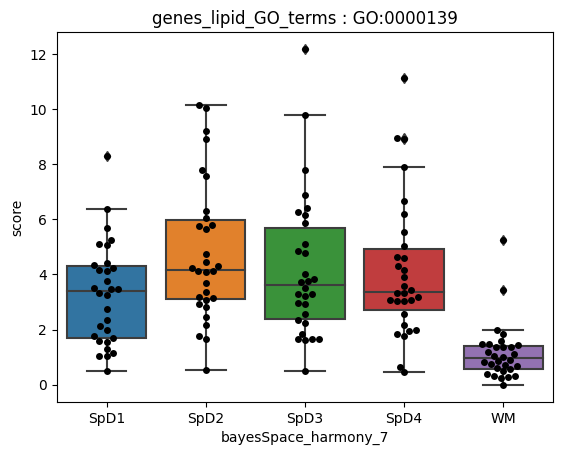 genes_lipid_GO_terms : GO:0000139
12
10
8
6
4
2
0
score
SpD1 SpD2 SpD3 SpD4 WM
bayesSpace_harmony_7